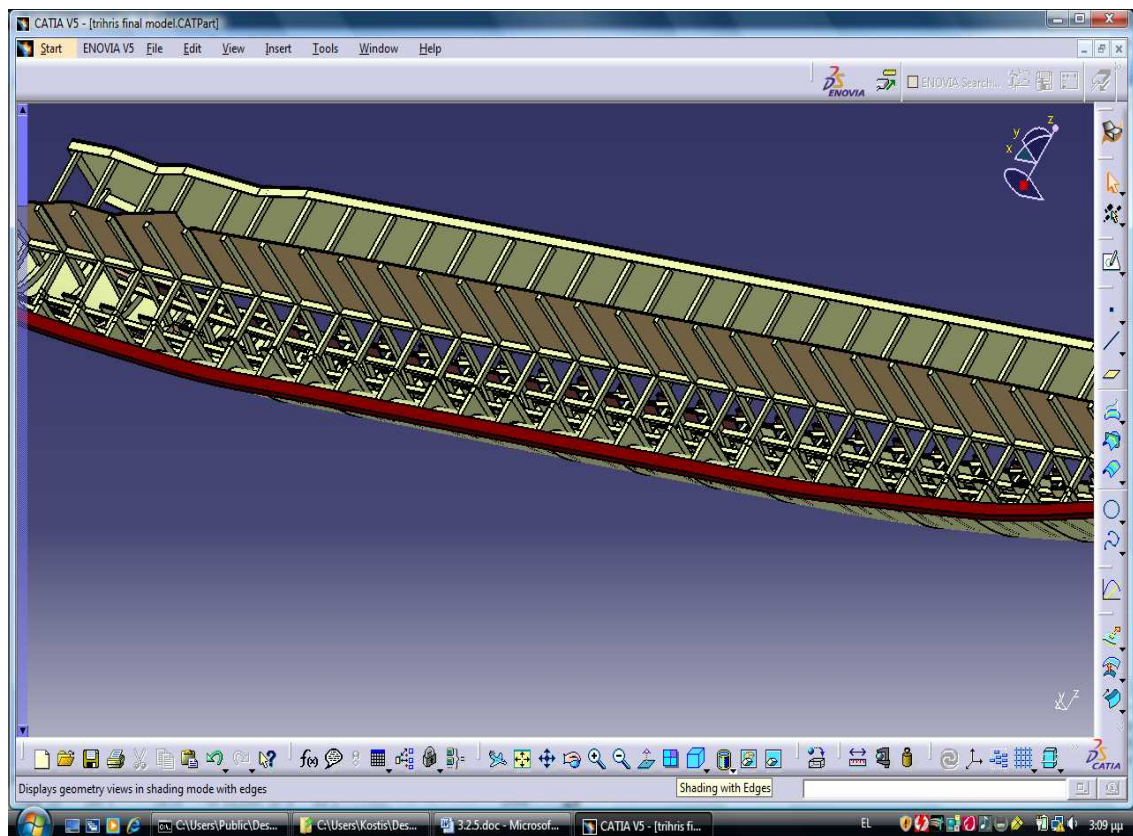 CATIA V5 - [trihris final model.CATPart]
Start ENOVIA V5 File Edit View Insert Tools Window Help
ENOVIA ENOVIA Search...
z
y
x
z
f(x)
CATIA
Shading with Edges
Displays geometry views in shading mode with edges
C:\Users\Public\Des... C:\Users\Kostis\Des... 3.2.5.doc - Microsof... CATIA V5 - [trihris fi... EL 3:09 μμ